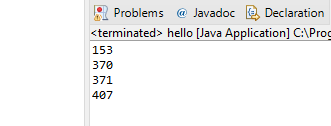 Problems @ Javadoc Declaration
<terminated> hello [Java Application] C:\Prog
153
370
371
407